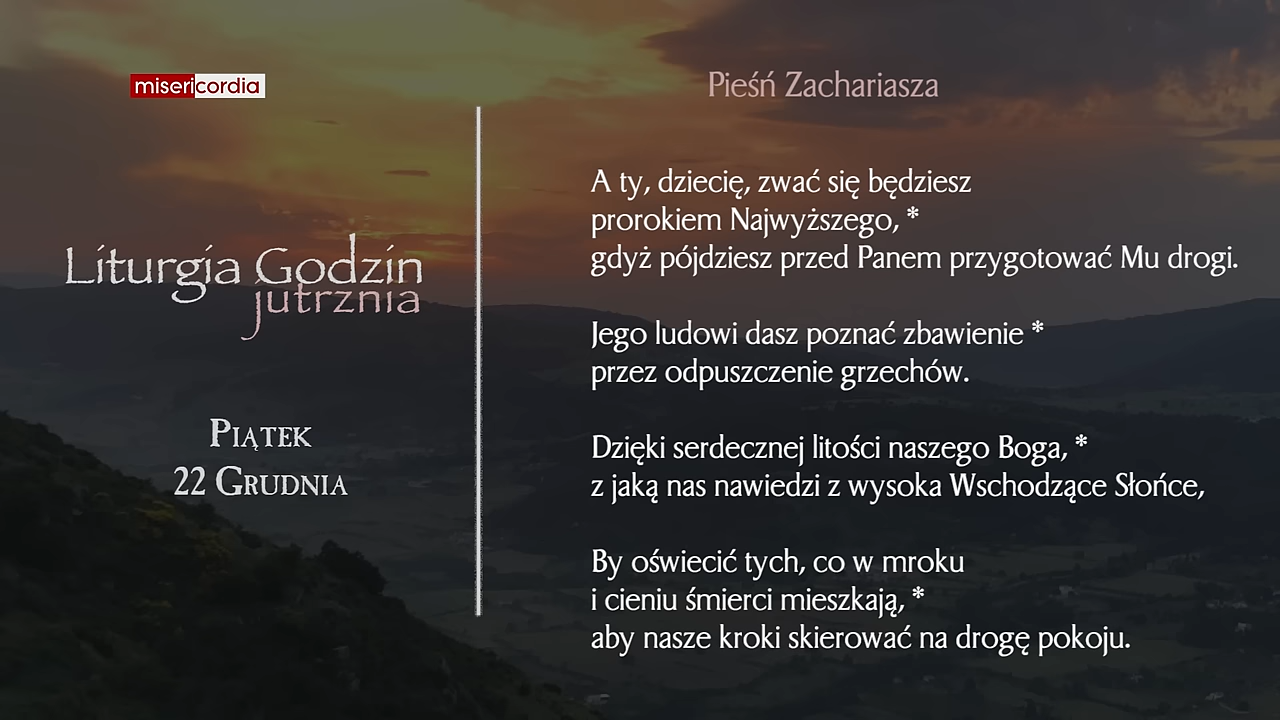 misericordia
Liturgia Godzin
jutrznia
Piątek
22 Grudnia
Pieśń Zachariasza
A ty, dziecię, zwać się będziesz
prorokiem Najwyższego, *
gdyż pójdziesz przed Panem przygotować Mu drogi.
Jego ludowi dasz poznać zbawienie *
przez odpuszczenie grzechów.
Dzięki serdecznej litości naszego Boga, *
z jaką nas nawiedzi z wysoka Wschodzące Słońce,
By oświecić tych, co w mroku
i cieniu śmierci mieszkają, *
aby nasze kroki skierować na drogę pokoju.